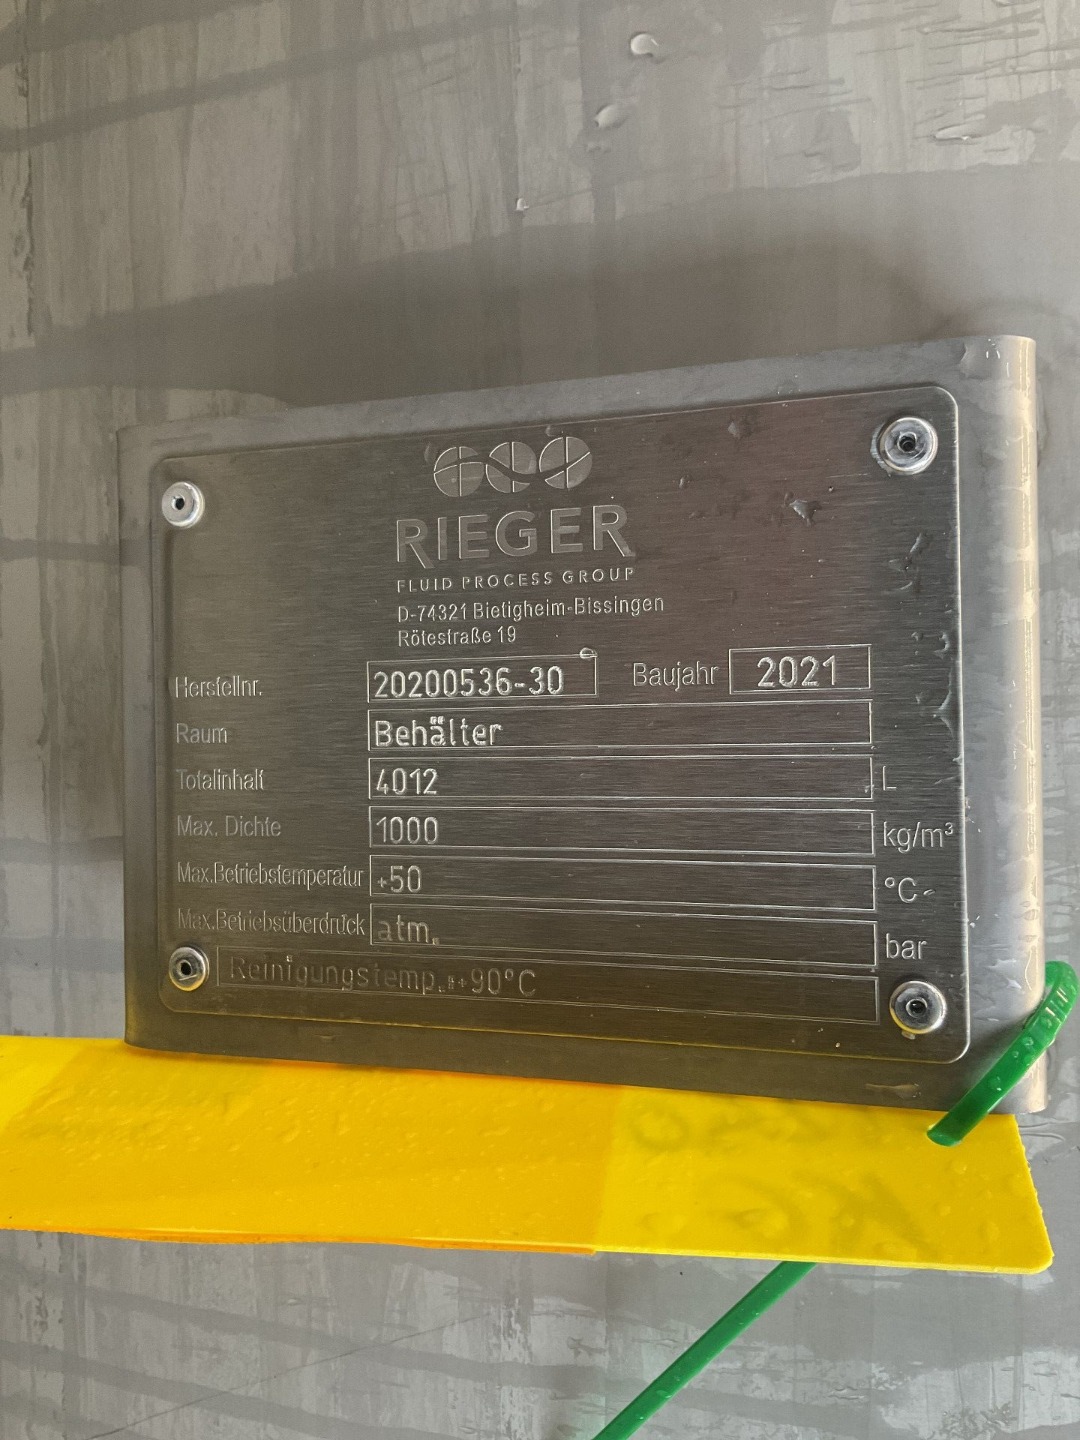 RIEGER
FLUID PROCESS GROUP
D-74321 Bietigheim-Bissingen
Rötestraße 19
Herstellnr. 20200536-30 Baujahr 2021
Raum Behälter
Totalinhalt 4012 L
Max. Dichte 1000 kg/m³
Max.Betriebstemperatur +50 °C
Max.Betriebsüberdruck atm. bar
Reinigungstemp.:+90°C